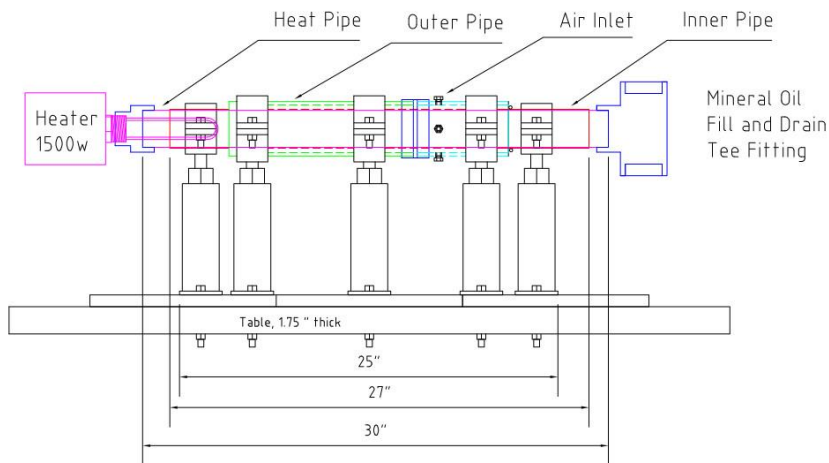 Heat Pipe
Outer Pipe
Air Inlet
Inner Pipe
Heater
1500w
Mineral Oil
Fill and Drain
Tee Fitting
Table, 1.75 " thick
25"
27"
30"